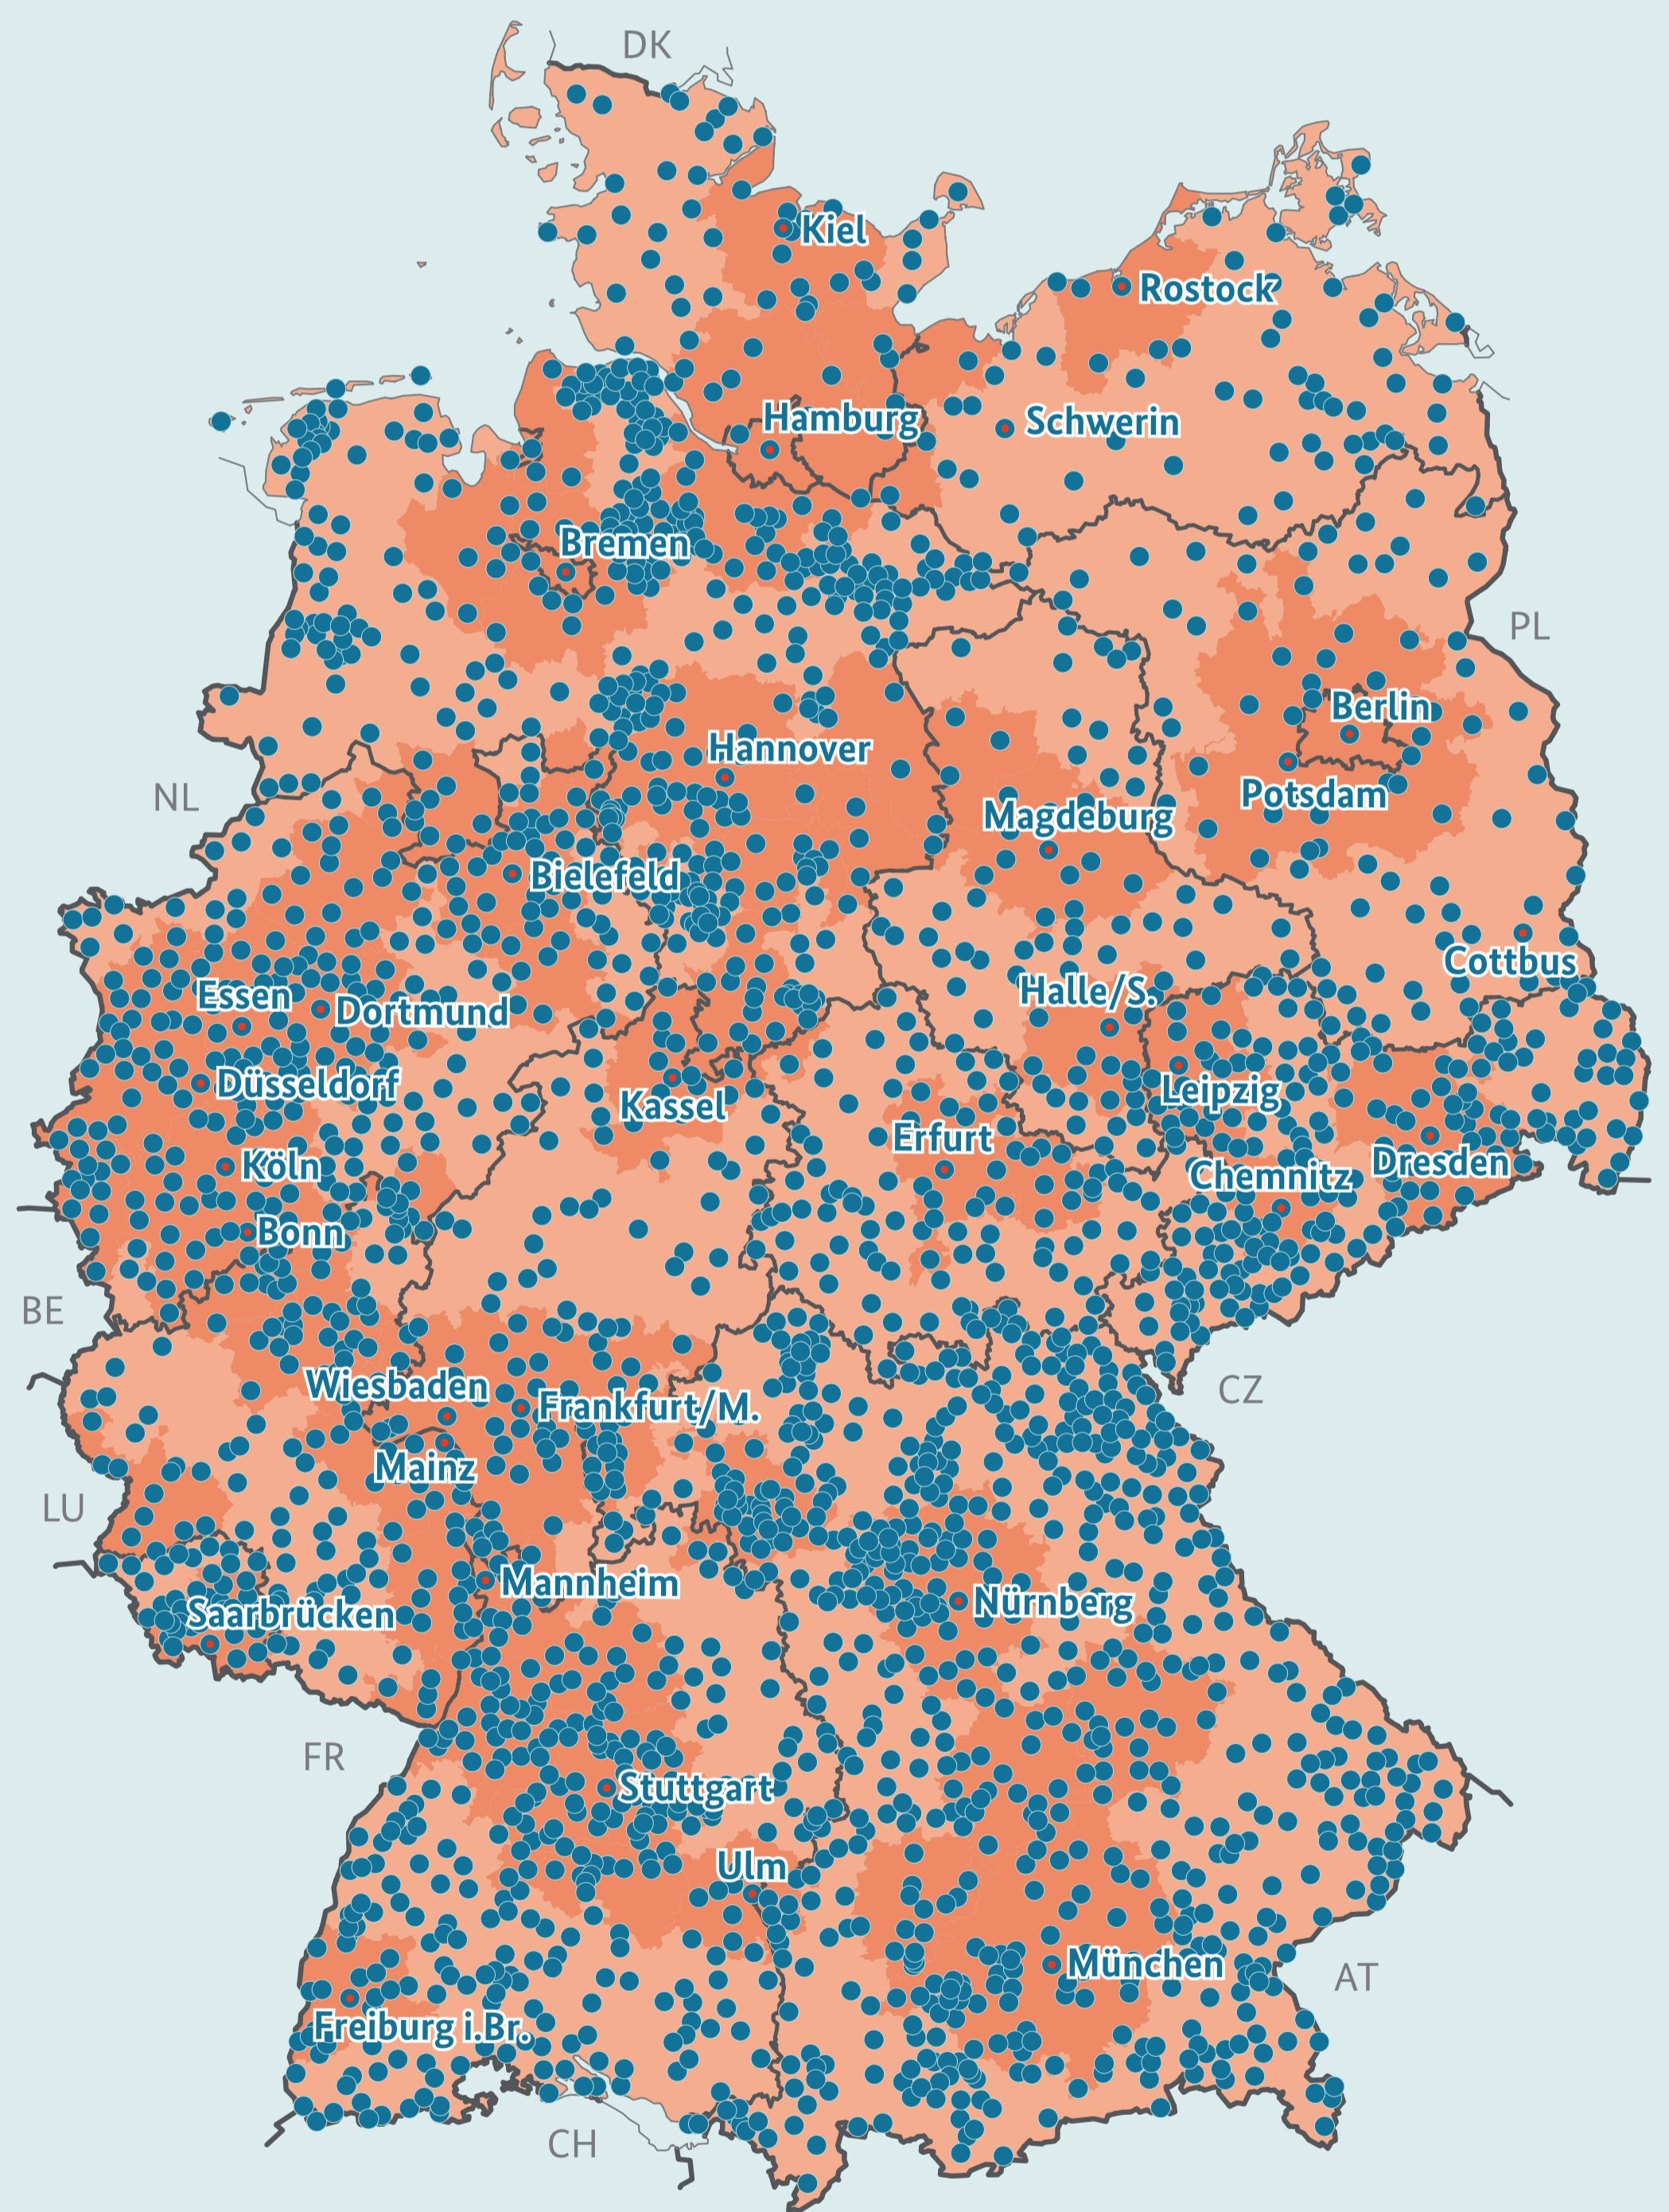 DK
Kiel
Rostock
Hamburg
Schwerin
Bremen
PL
Berlin
Hannover
NL
Potsdam
Magdeburg
Bielefeld
Cottbus
Essen
Halle/S.
Dortmund
Düsseldorf
Leipzig
Kassel
Erfurt
Dresden
Köln
Chemnitz
Bonn
BE
Wiesbaden
CZ
Frankfurt/M.
Mainz
LU
Mannheim
Nürnberg
Saarbrücken
FR
Stuttgart
Ulm
München
AT
Freiburg i.Br.
CH